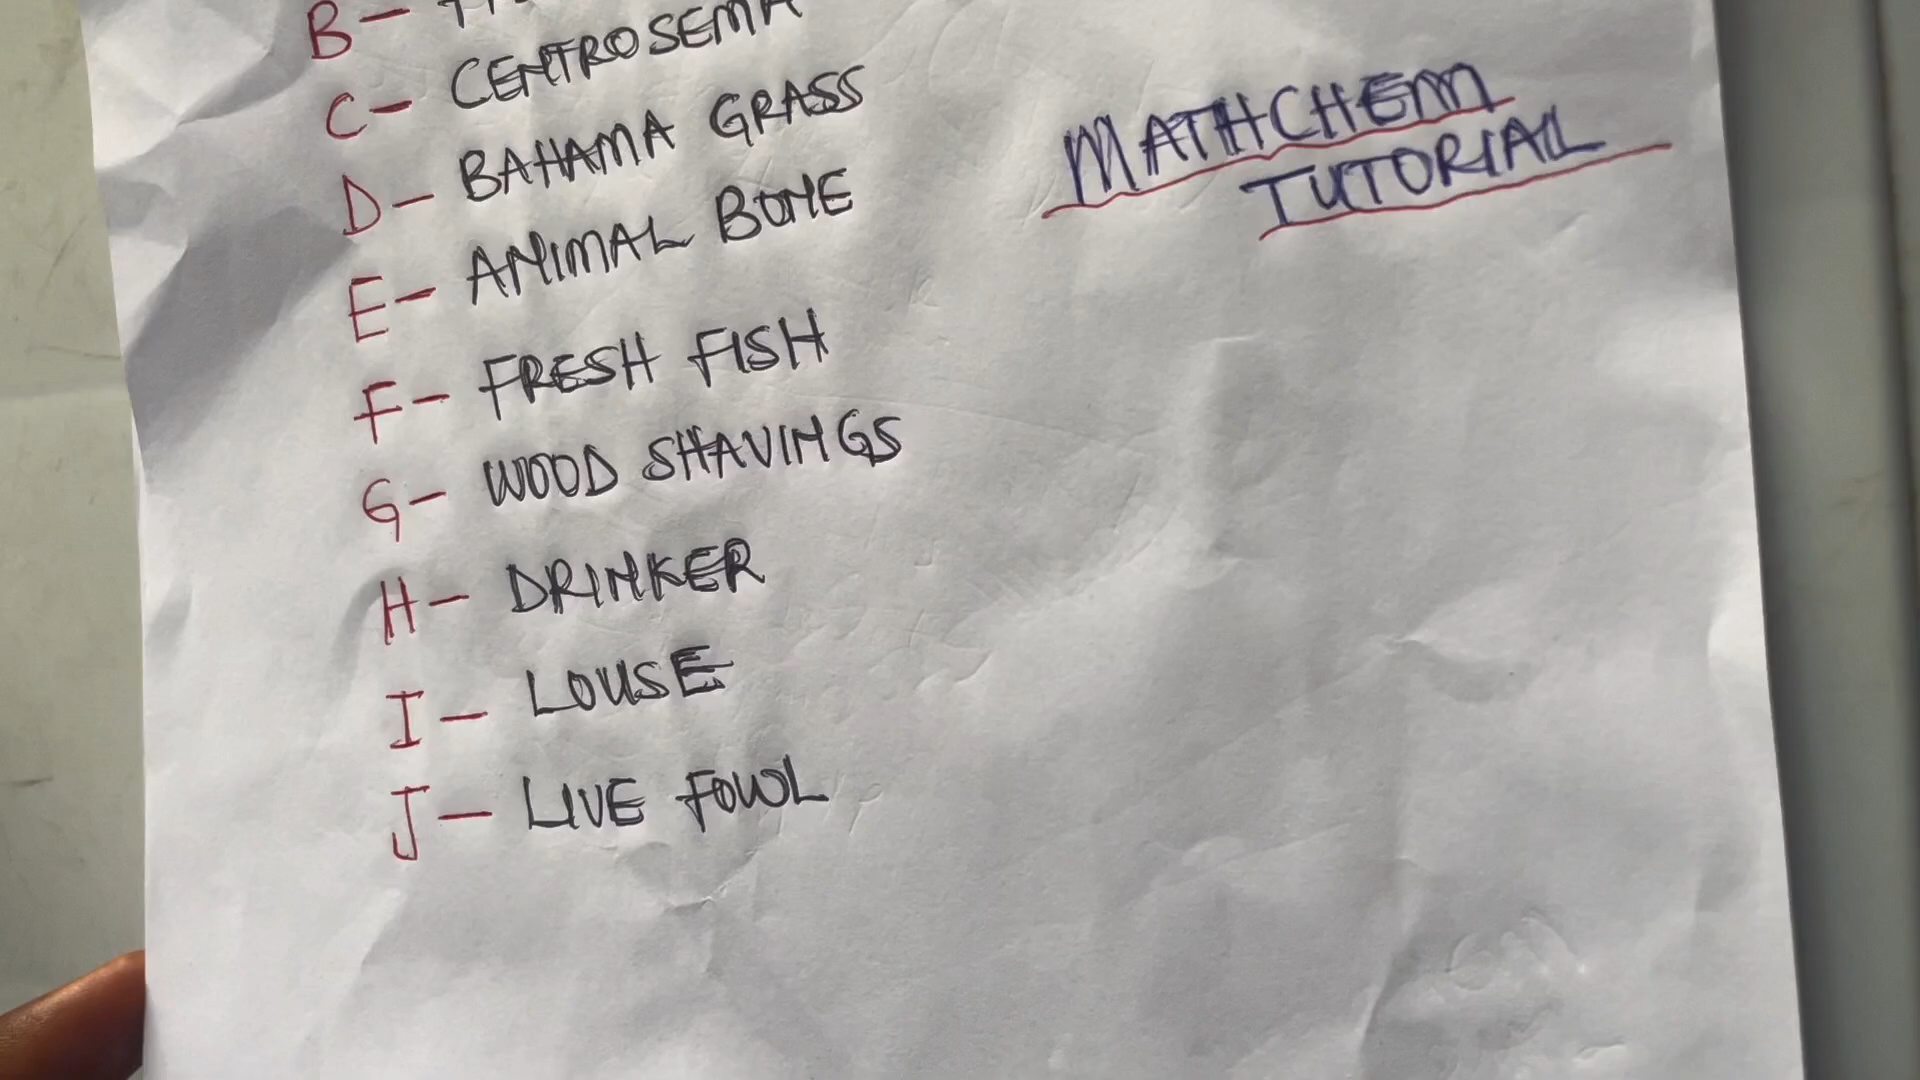 B-
C- CENTROSEMA
D- BAHAMA GRASS
E- ANIMAL BONE
F- FRESH FISH
G- WOOD SHAVINGS
H- DRINKER
I- LOUSE
J- LIVE FOWL
MATHCHEM
TUTORIAL